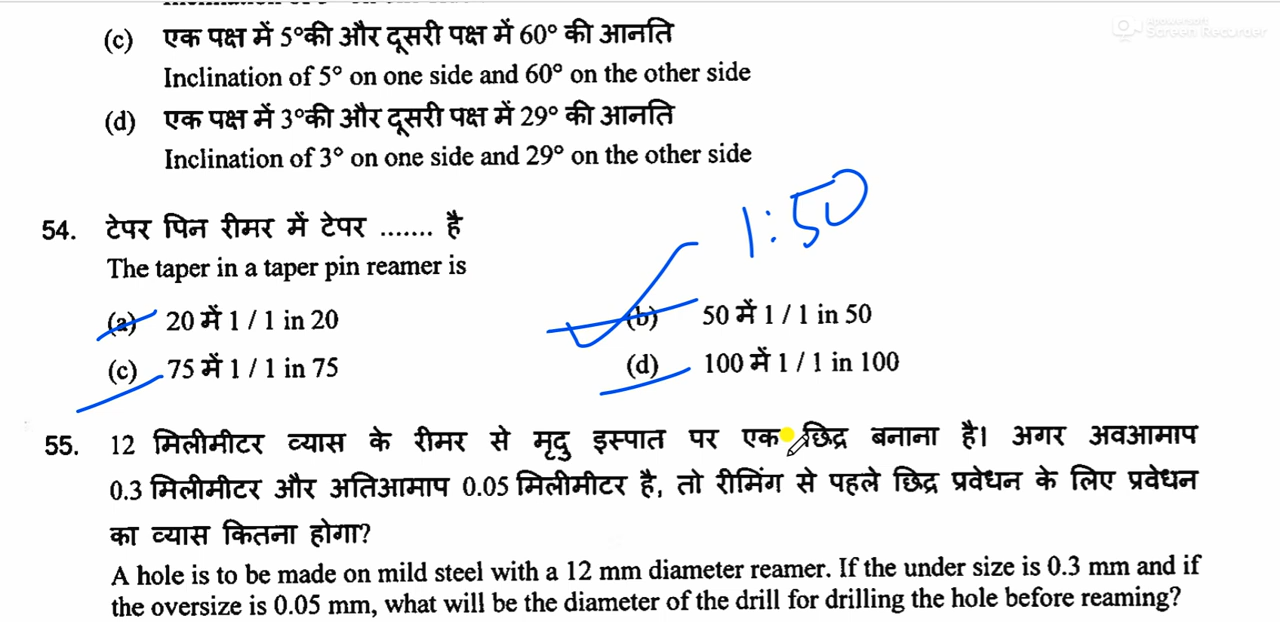 (c) एक पक्ष में 5°की और दूसरी पक्ष में 60° की आनति
Apowersoft
Screen Recorder
Inclination of 5° on one side and 60° on the other side
(d) एक पक्ष में 3°की और दूसरी पक्ष में 29° की आनति
Inclination of 3° on one side and 29° on the other side
1:50
54. टेपर पिन रीमर में टेपर ....... है
The taper in a taper pin reamer is
(a) 20 में 1 / 1 in 20 (b) 50 में 1 / 1 in 50
(c) 75 में 1 / 1 in 75 (d) 100 में 1 / 1 in 100
55. 12 मिलीमीटर व्यास के रीमर से मृदु इस्पात पर एक छिद्र बनाना है। अगर अवआमाप
0.3 मिलीमीटर और अतिआमाप 0.05 मिलीमीटर है, तो रीमिंग से पहले छिद्र प्रवेधन के लिए प्रवेधन
का व्यास कितना होगा?
A hole is to be made on mild steel with a 12 mm diameter reamer. If the under size is 0.3 mm and if
the oversize is 0.05 mm, what will be the diameter of the drill for drilling the hole before reaming?